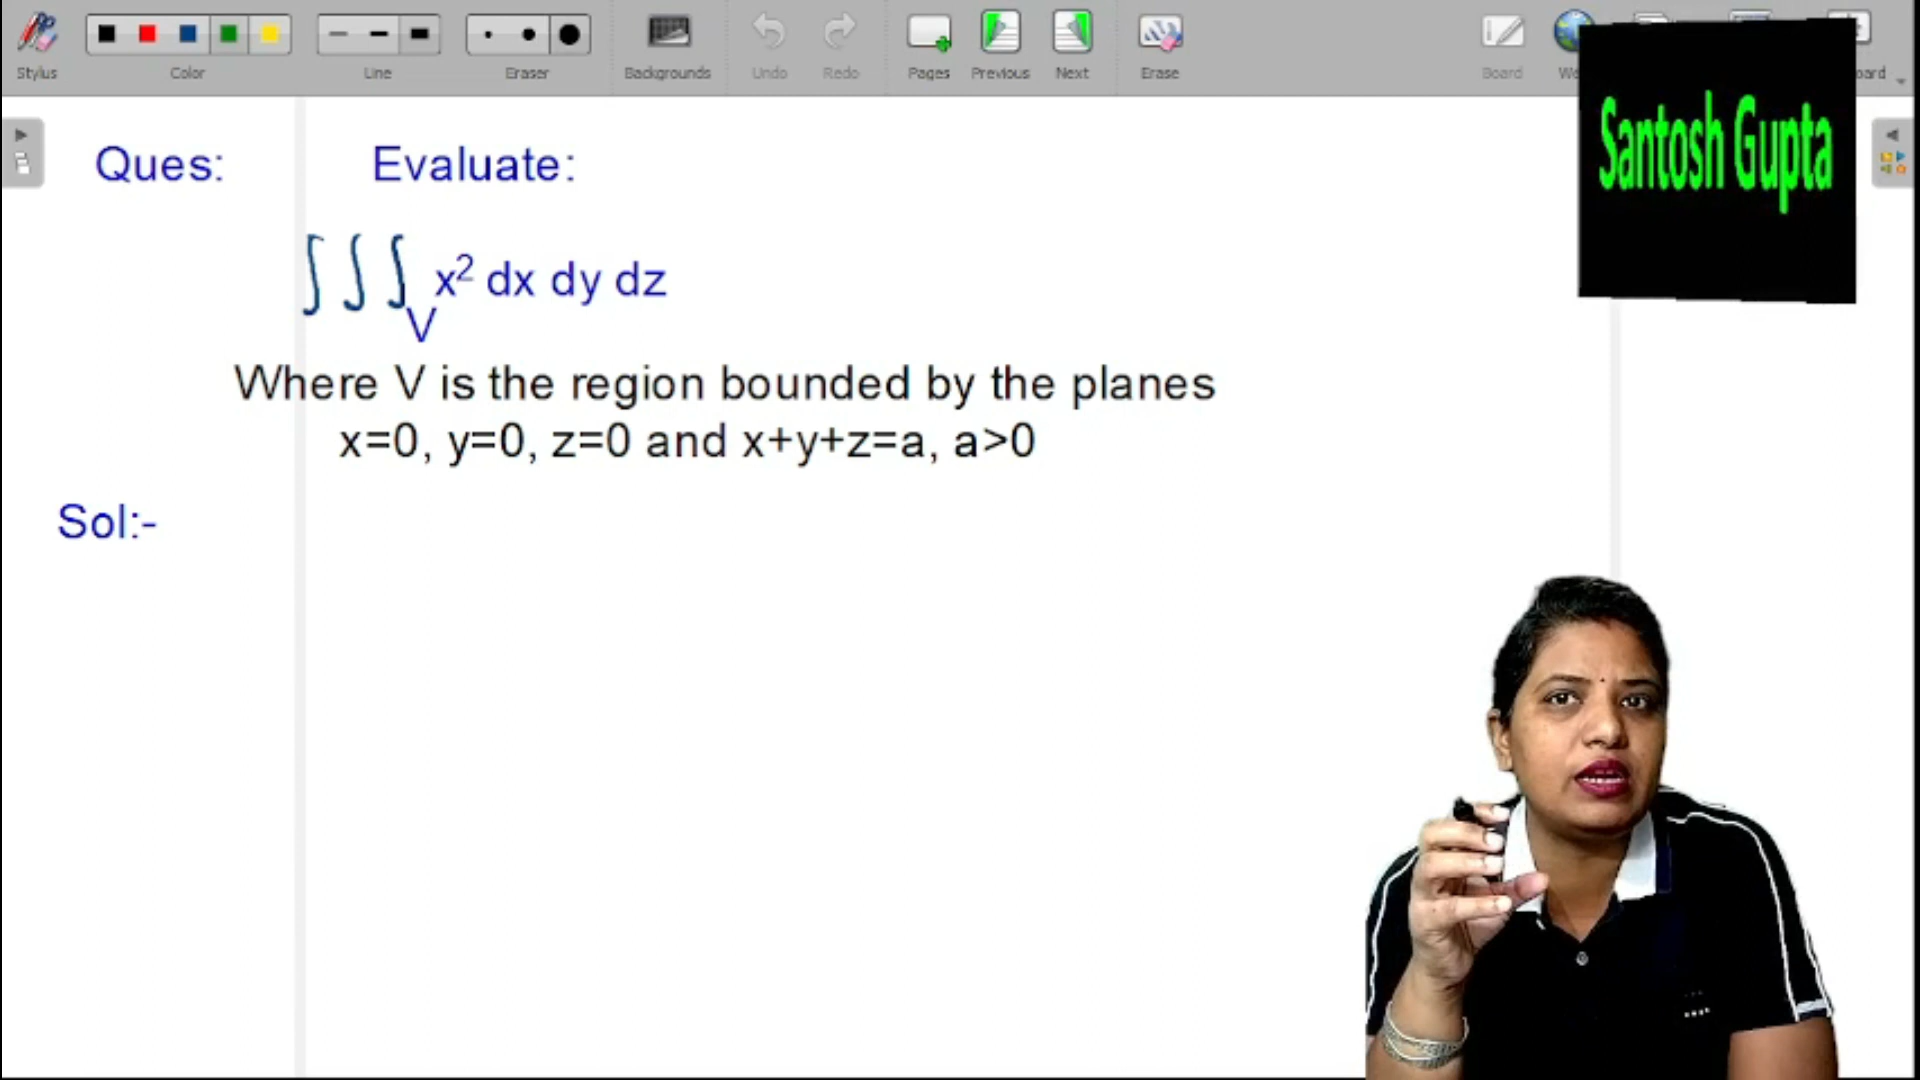 Stylus Color Line Eraser Backgrounds Undo Redo Pages Previous Next Erase Board
Santosh Gupta
Ques: Evaluate:
∫∫∫ x² dx dy dz
V
Where V is the region bounded by the planes
x=0, y=0, z=0 and x+y+z=a, a>0
Sol:-